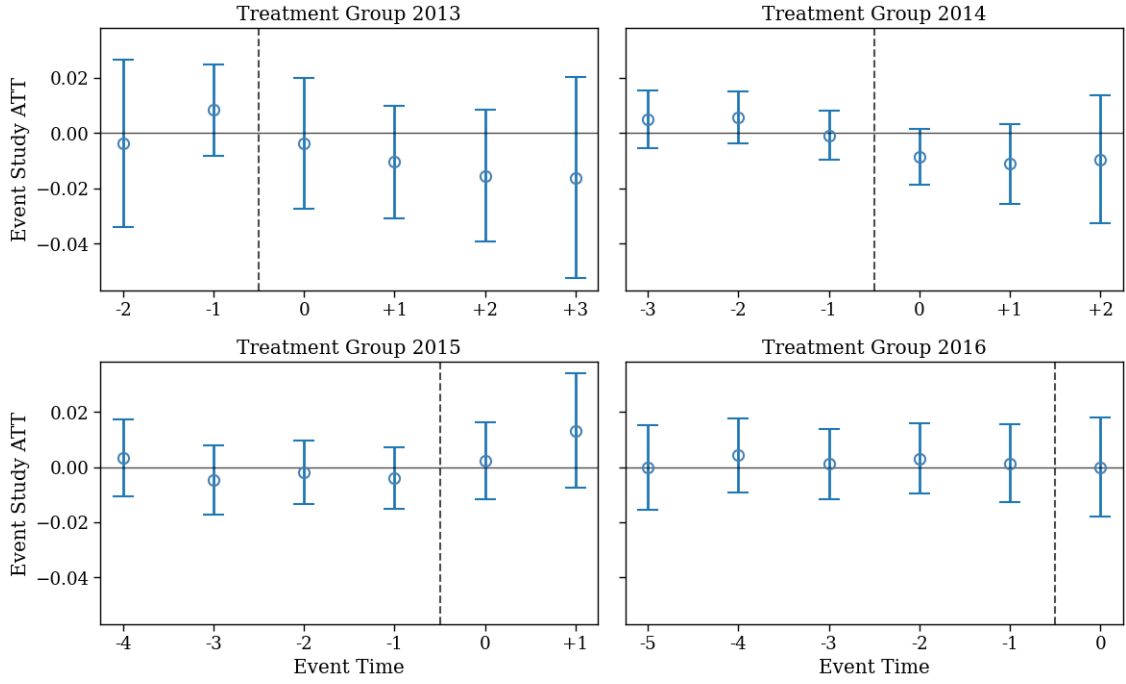 Treatment Group 2013
Treatment Group 2014
Event Study ATT
0.02
0.00
−0.02
−0.04
-2 -1 0 +1 +2 +3
-3 -2 -1 0 +1 +2
Treatment Group 2015
Treatment Group 2016
Event Study ATT
0.02
0.00
−0.02
−0.04
-4 -3 -2 -1 0 +1
-5 -4 -3 -2 -1 0
Event Time
Event Time